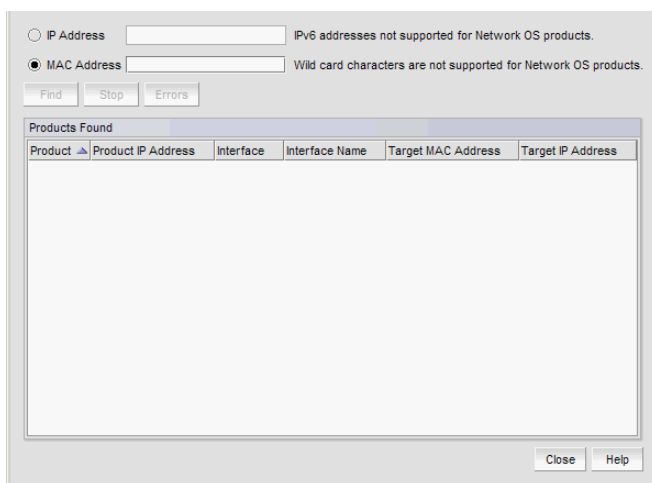 IP Address IPv6 addresses not supported for Network OS products.
MAC Address Wild card characters are not supported for Network OS products.
Find Stop Errors
Products Found
Product Product IP Address Interface Interface Name Target MAC Address Target IP Address
Close Help